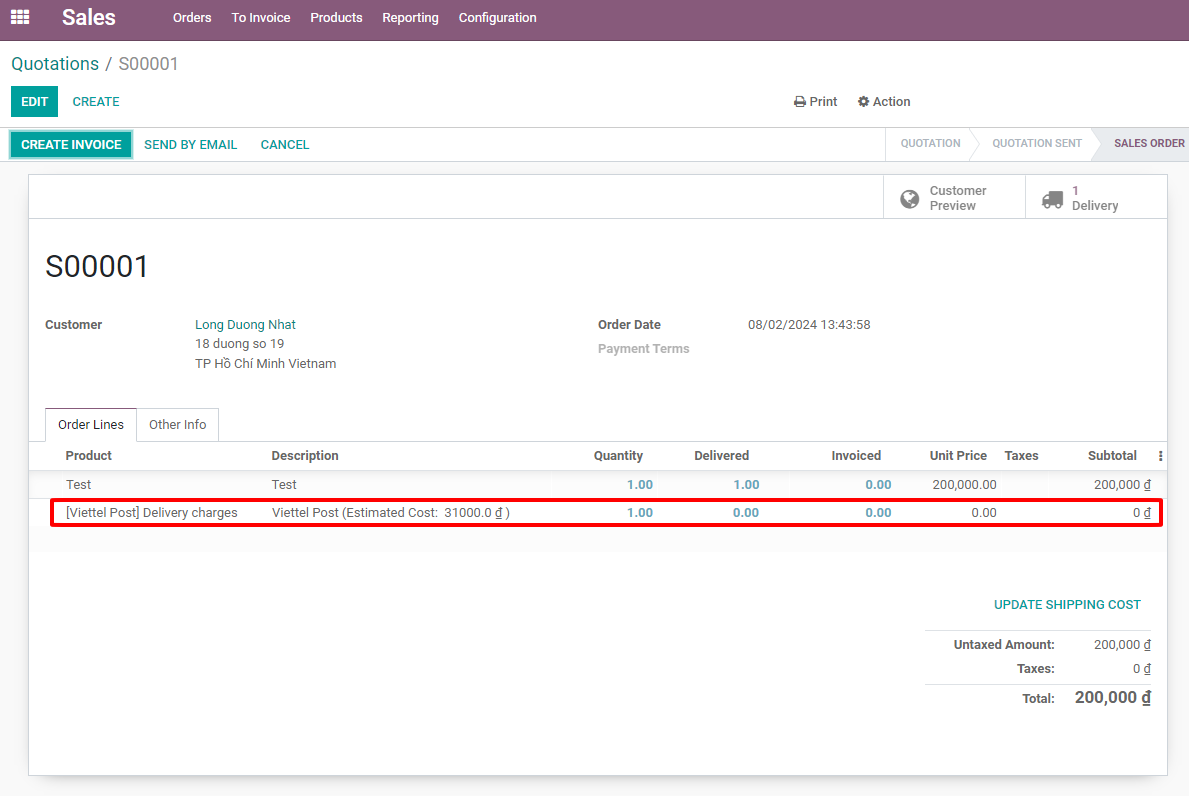 Sales Orders To Invoice Products Reporting Configuration
Quotations / S00001
EDIT CREATE Print Action
CREATE INVOICE SEND BY EMAIL CANCEL QUOTATION QUOTATION SENT SALES ORDER
Customer Preview 1 Delivery
S00001
Customer Long Duong Nhat Order Date 08/02/2024 13:43:58
18 duong so 19 Payment Terms
TP Hồ Chí Minh Vietnam
Order Lines Other Info
Product Description Quantity Delivered Invoiced Unit Price Taxes Subtotal
Test Test 1.00 1.00 0.00 200,000.00 200,000 ₫
[Viettel Post] Delivery charges Viettel Post (Estimated Cost: 31000.0 ₫ ) 1.00 0.00 0.00 0.00 0 ₫
UPDATE SHIPPING COST
Untaxed Amount: 200,000 ₫
Taxes: 0 ₫
Total: 200,000 ₫